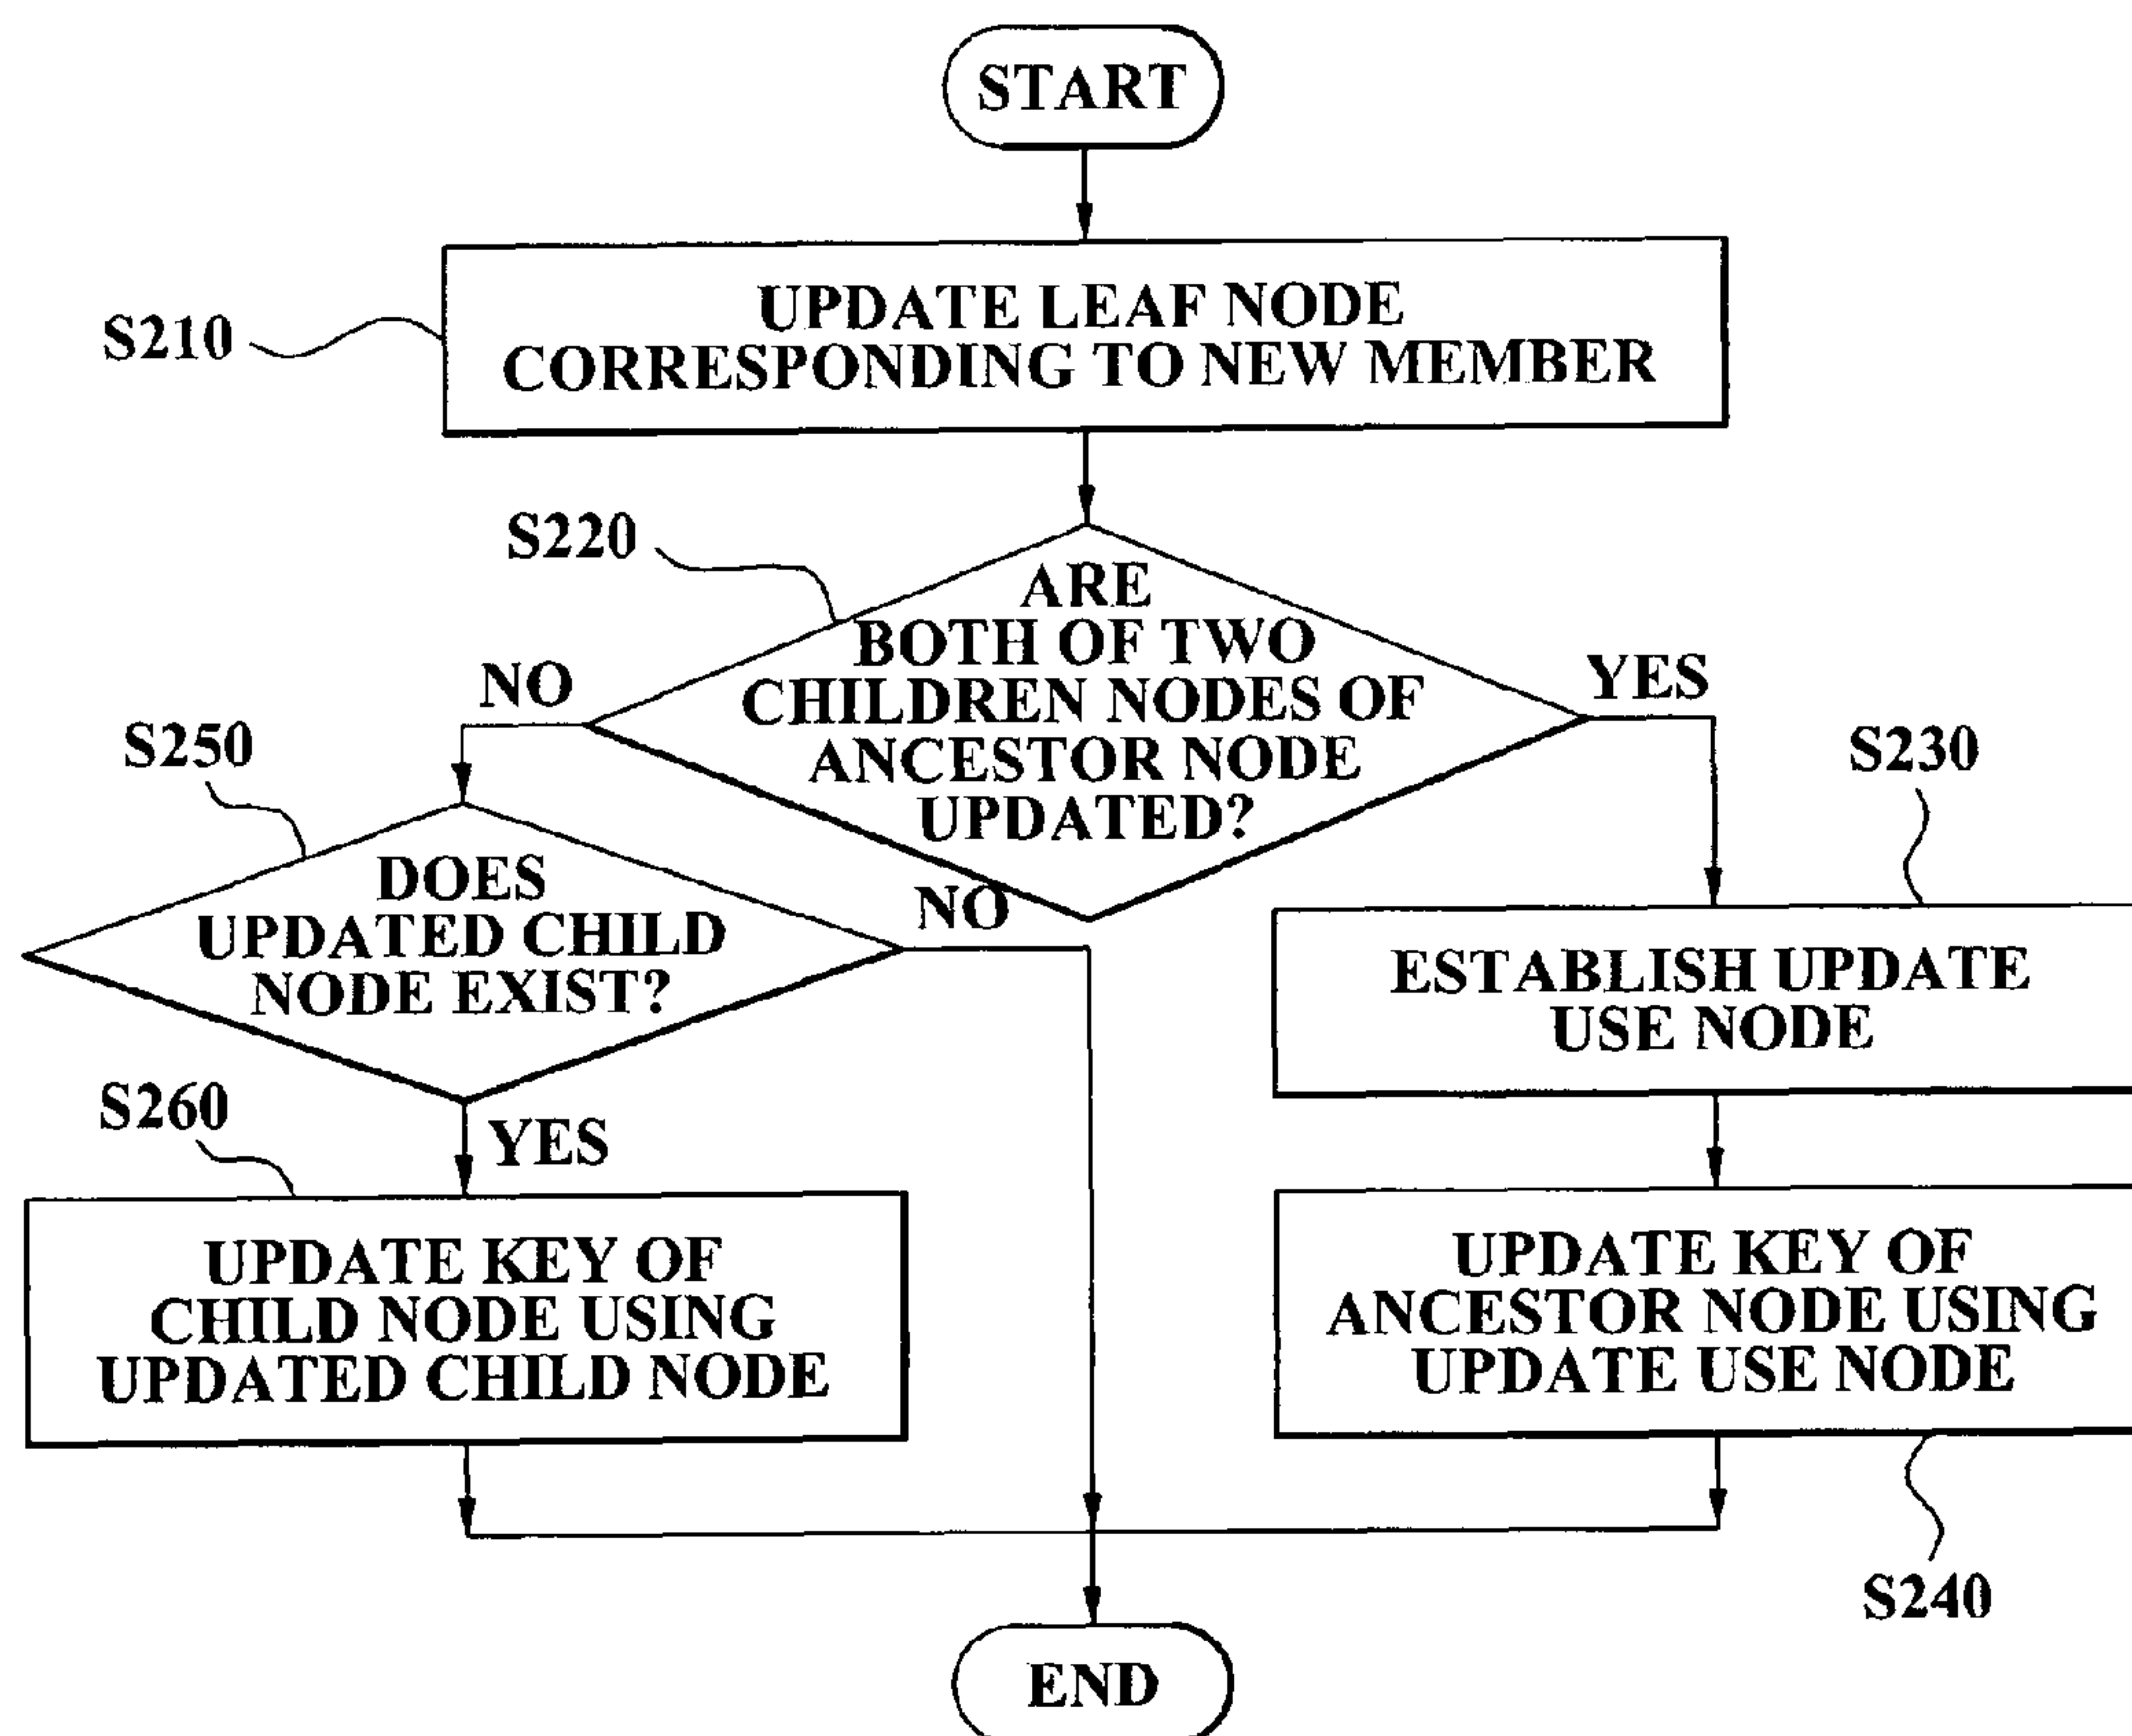 START
S210
UPDATE LEAF NODE
CORRESPONDING TO NEW MEMBER
S220
ARE
BOTH OF TWO
CHILDREN NODES OF
ANCESTOR NODE
UPDATED?
NO
YES
S250
DOES
UPDATED CHILD
NODE EXIST?
NO
S230
ESTABLISH UPDATE
USE NODE
S260
YES
UPDATE KEY OF
CHILD NODE USING
UPDATED CHILD NODE
UPDATE KEY OF
ANCESTOR NODE USING
UPDATE USE NODE
S240
END